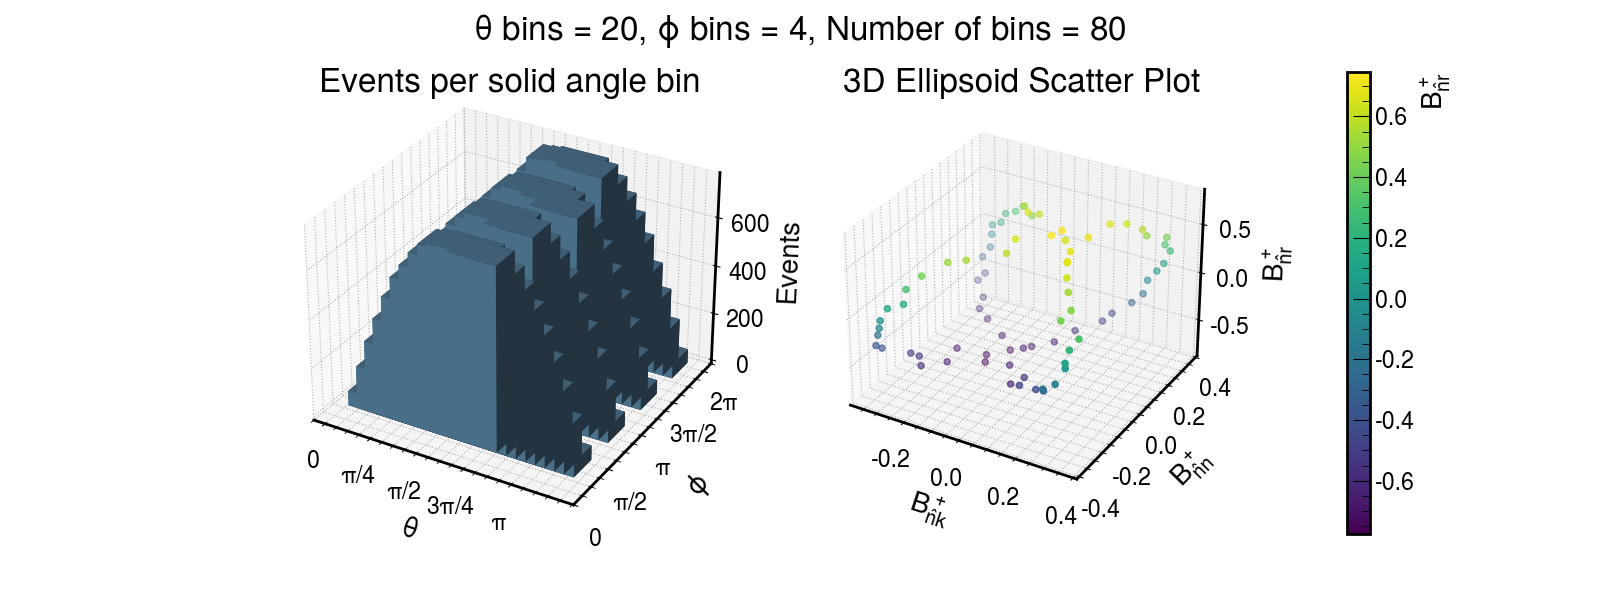 θ bins = 20, ϕ bins = 4, Number of bins = 80
Events per solid angle bin
3D Ellipsoid Scatter Plot
0
π/4
π/2
3π/4
π
θ
0
π/2
π
3π/2
2π
ϕ
0
200
400
600
Events
-0.2
0.0
0.2
0.4
B⁺n̂k
-0.4
-0.2
0.0
0.2
0.4
B⁺n̂n
0.5
0.0
-0.5
B⁺n̂r
0.6
0.4
0.2
0.0
-0.2
-0.4
-0.6
B⁺n̂r